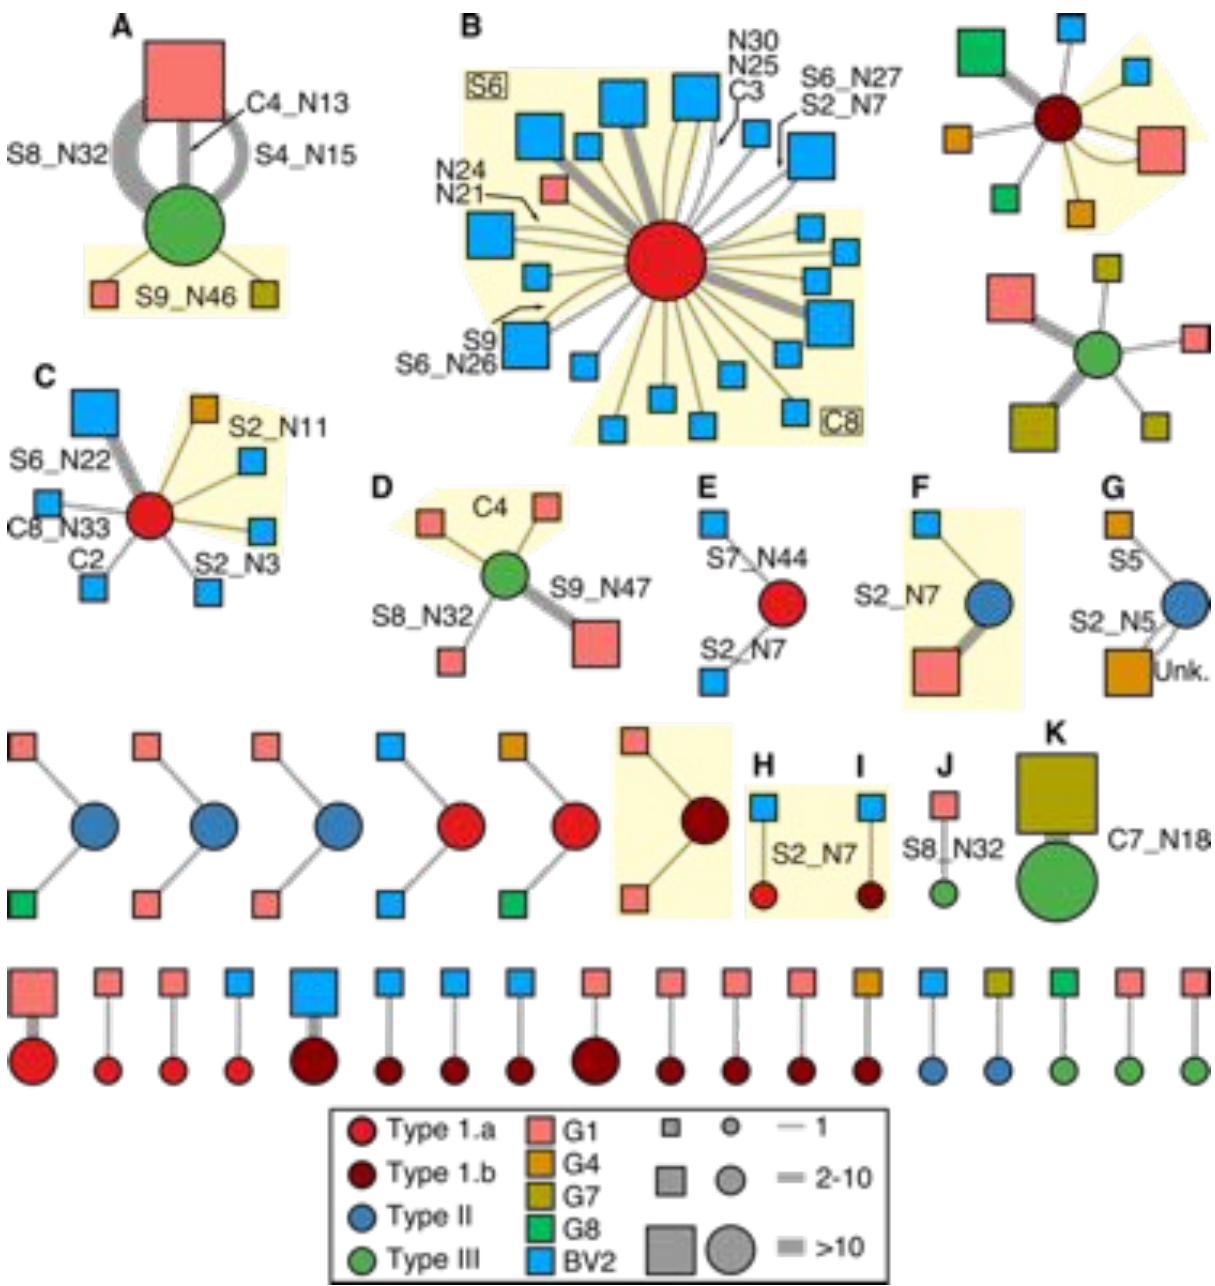 A
C4_N13
S8_N32
S4_N15
S9_N46
B
S6
N30
N25
C3
S6_N27
S2_N7
N24
N21
S9
S6_N26
C8
C
S2_N11
S6_N22
C8_N33
C2
S2_N3
D
C4
S9_N47
S8_N32
E
S7_N44
S2_N7
F
S2_N7
G
S5
S2_N5
Unk.
H
I
S2_N7
J
S8_N32
K
C7_N18
Type 1.a
Type 1.b
Type II
Type III
G1
G4
G7
G8
BV2
1
2-10
>10